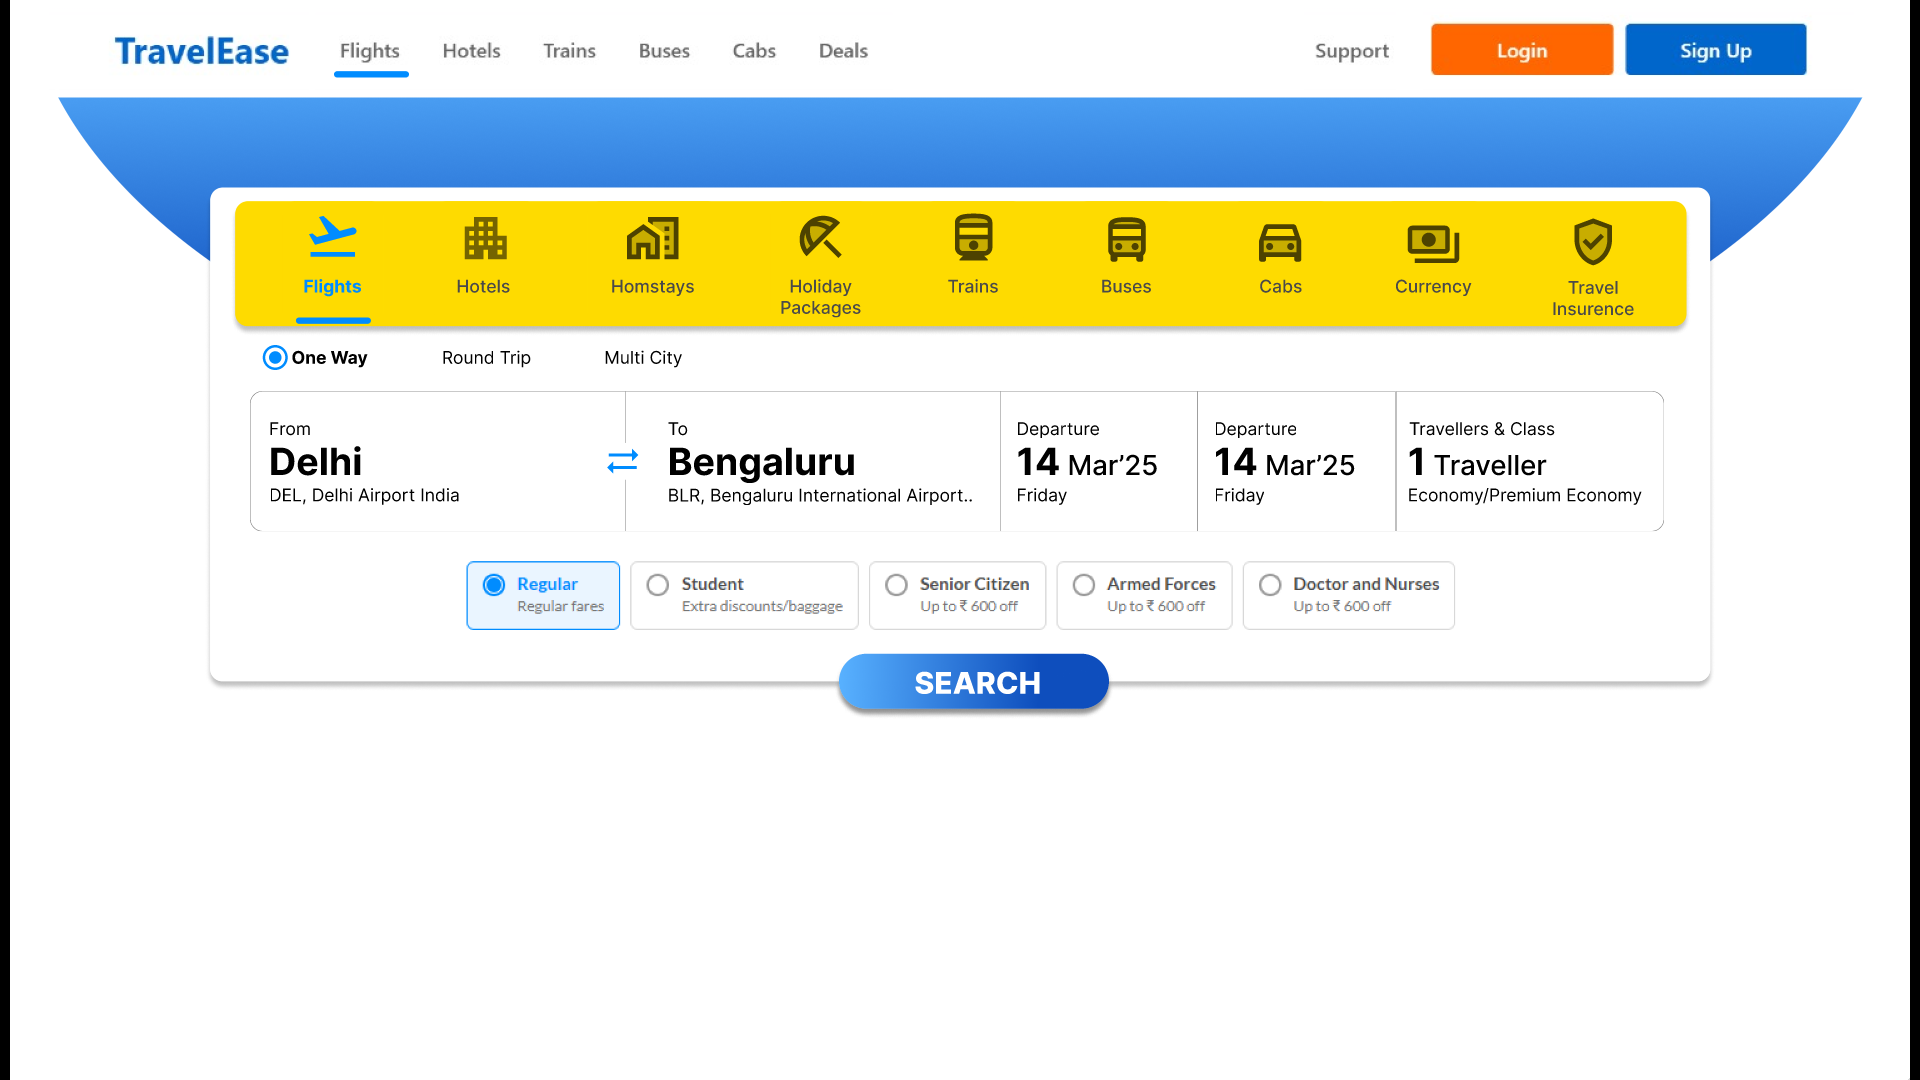 TravelEase Flights Hotels Trains Buses Cabs Deals Support Login Sign Up
Flights Hotels Homstays Holiday Packages Trains Buses Cabs Currency Travel Insurence
One Way Round Trip Multi City
From
Delhi
DEL, Delhi Airport India
To
Bengaluru
BLR, Bengaluru International Airport..
Departure
14 Mar’25
Friday
Departure
14 Mar’25
Friday
Travellers & Class
1 Traveller
Economy/Premium Economy
Regular
Regular fares
Student
Extra discounts/baggage
Senior Citizen
Up to ₹ 600 off
Armed Forces
Up to ₹ 600 off
Doctor and Nurses
Up to ₹ 600 off
SEARCH